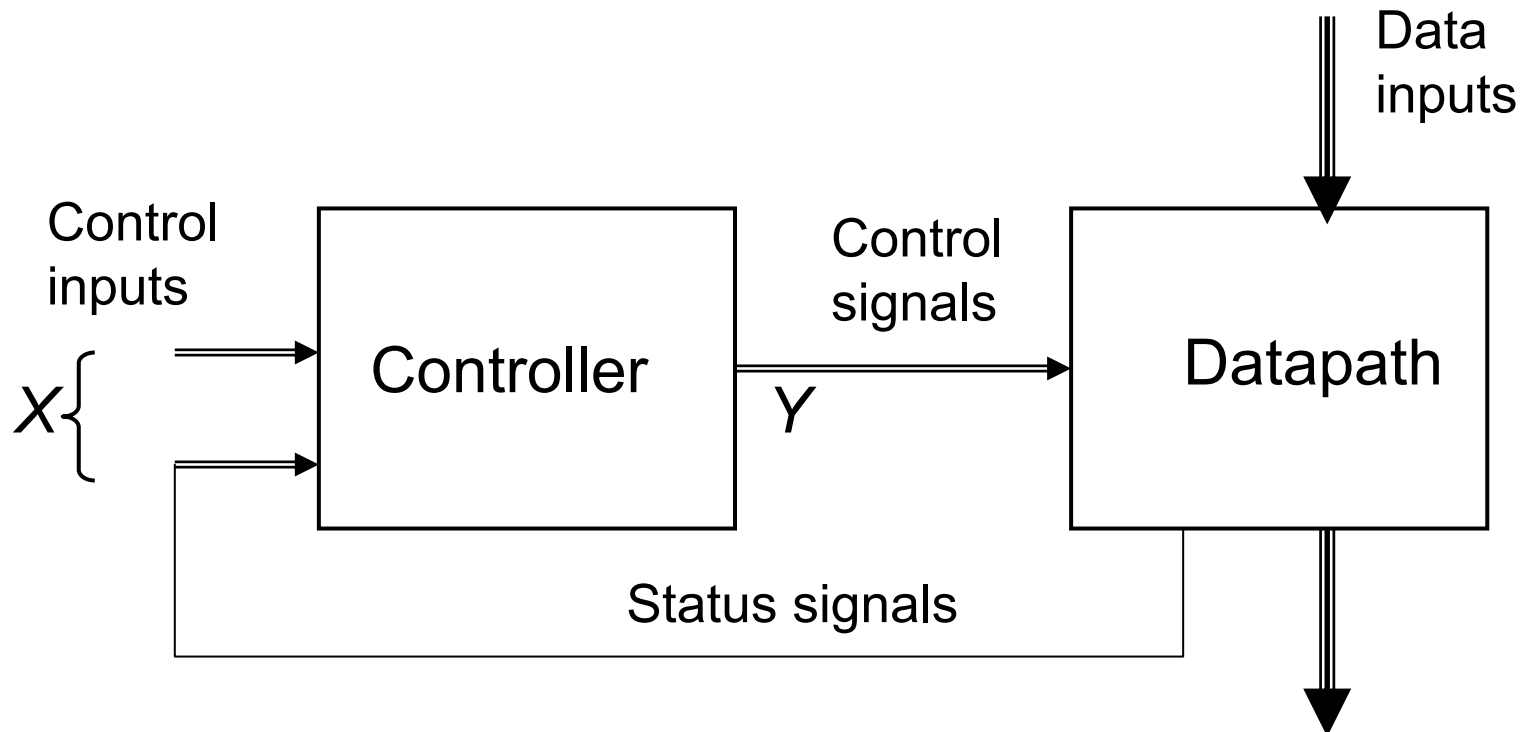 Data
inputs
Control
inputs
Control
signals
X
Controller
Y
Datapath
Status signals